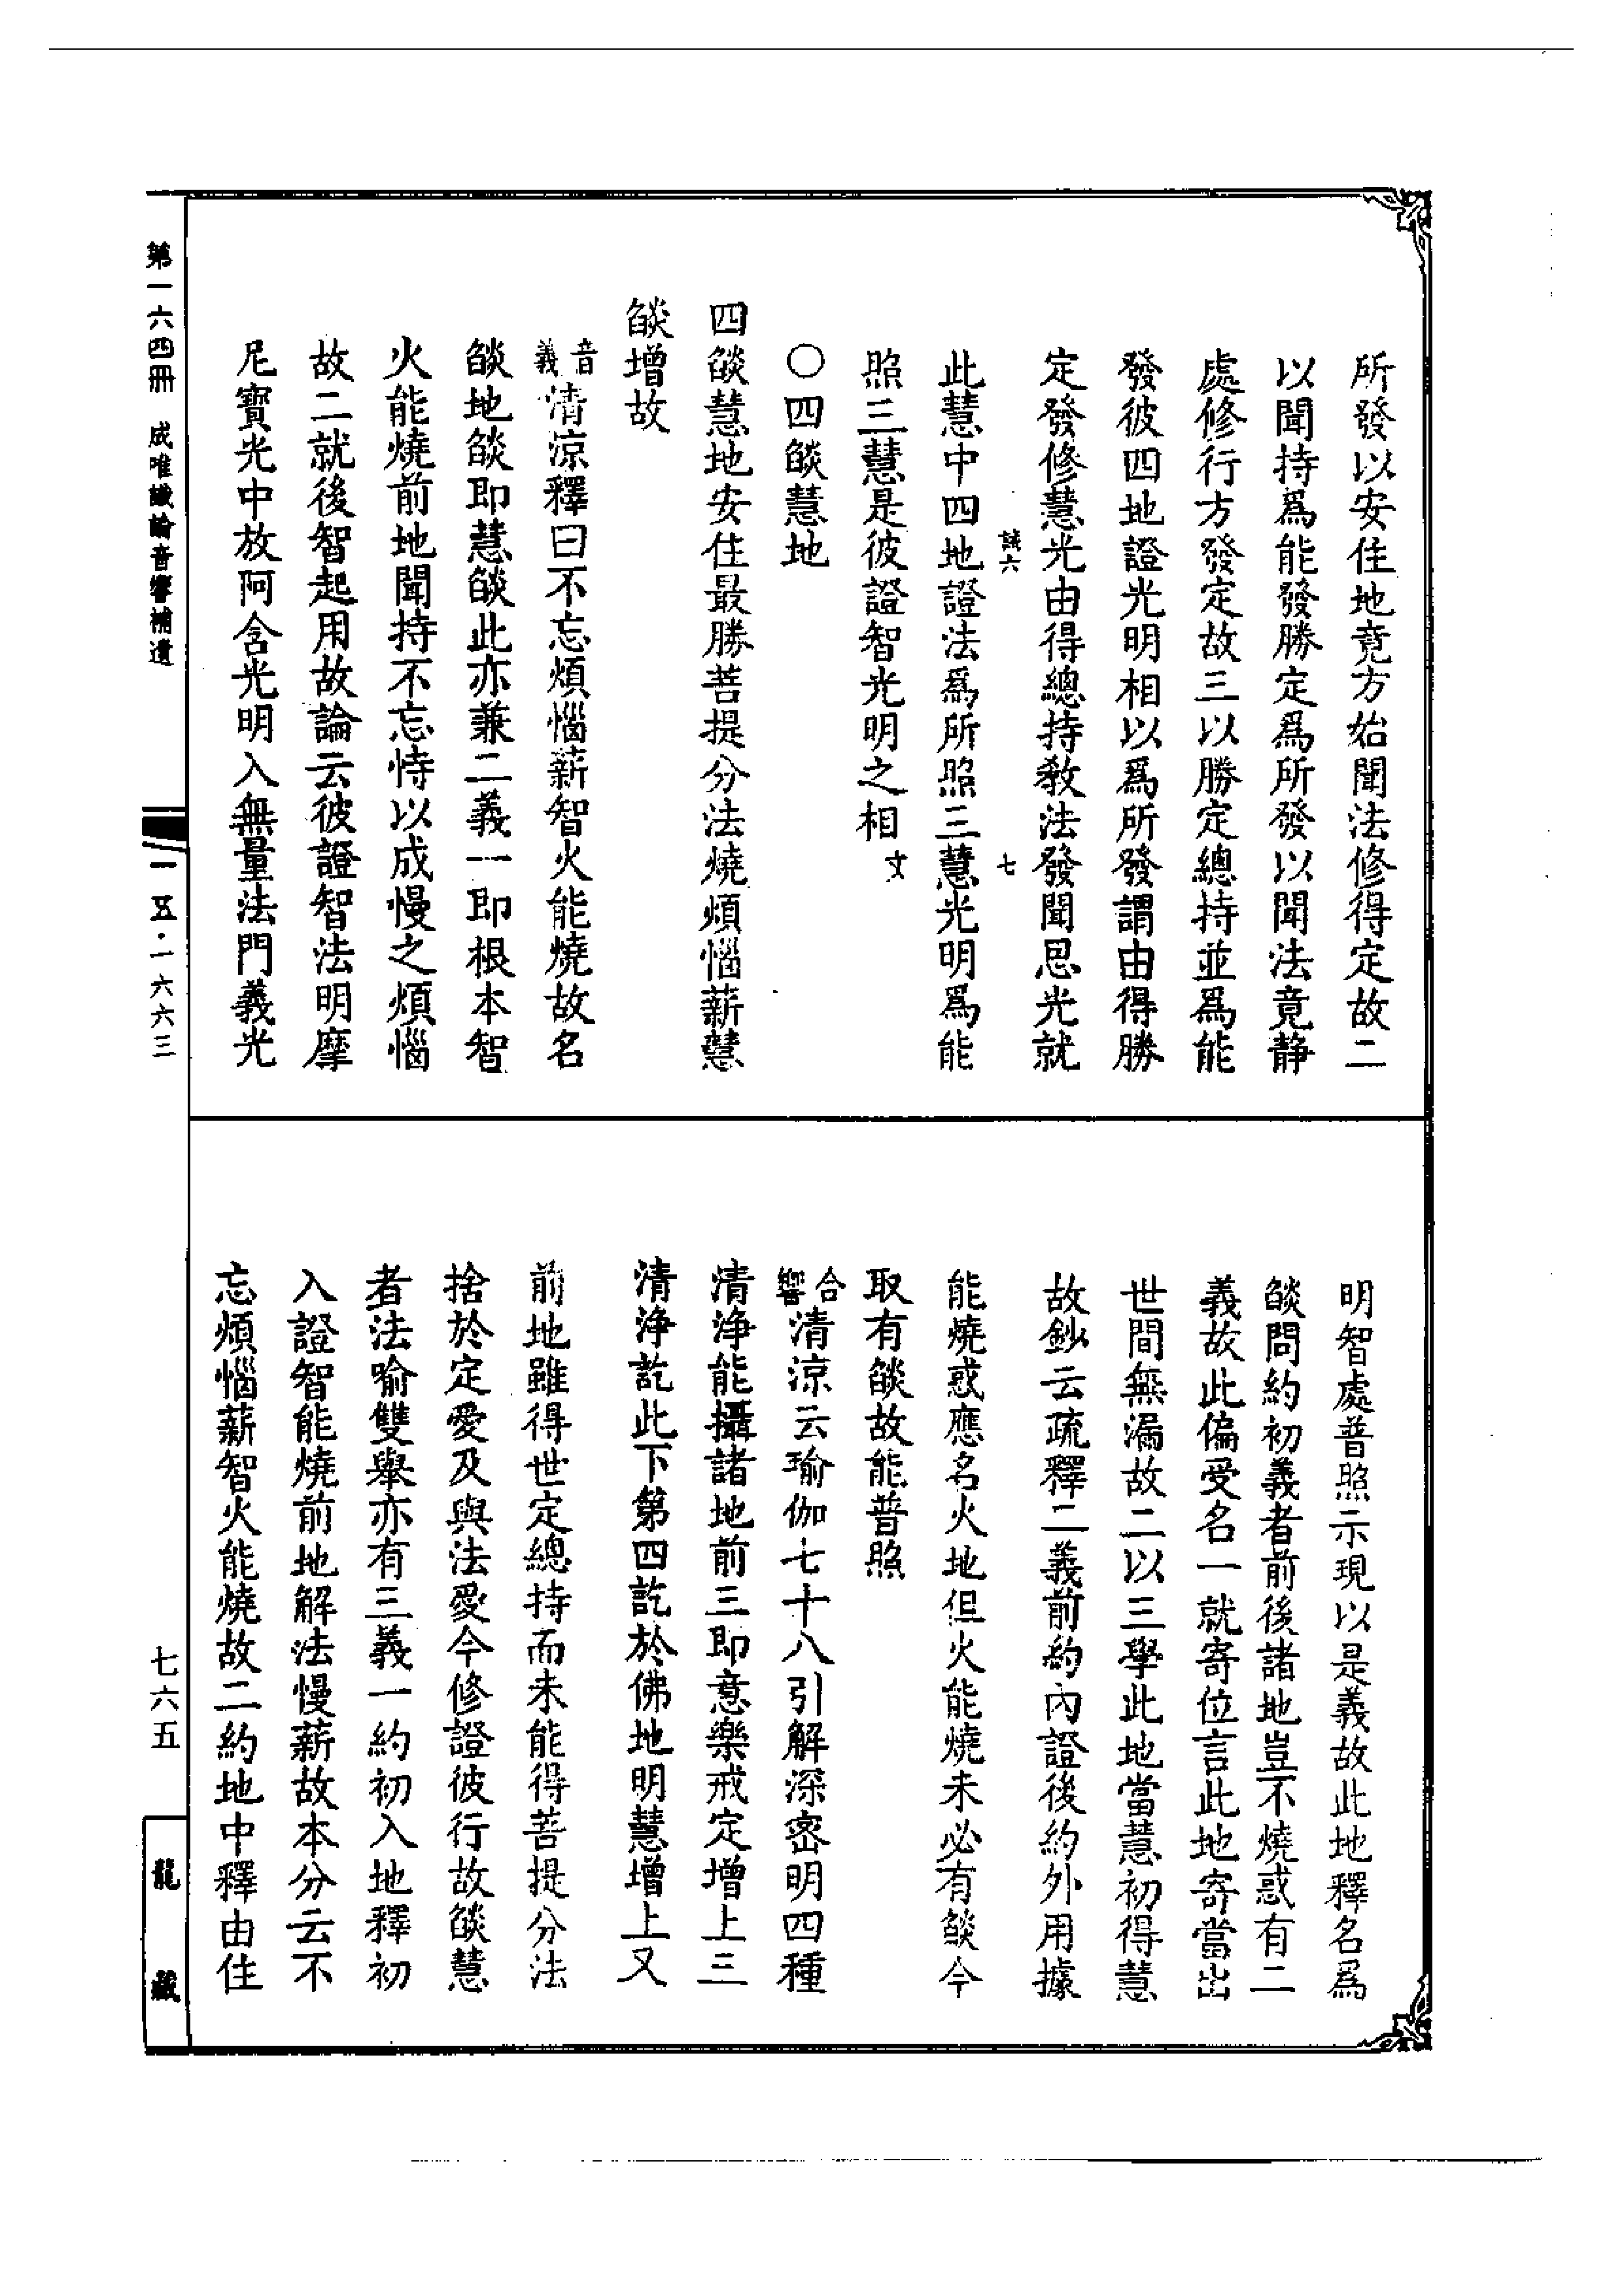 所發以安住地竟方始聞法修得定故二
以聞持爲能發勝定爲所發以聞法竟静
處修行方發定故三以勝定總持並爲能
發彼四地證光明相以爲所發謂由得勝
定發修慧光由得總持教法發聞思光就
誠六　七
此慧中四地證法爲所照三慧光明爲能
照三慧是彼證智光明之相文
〇四燄慧地
四燄慧地安住最勝菩提分法燒煩惱薪慧
燄增故
音義清涼釋曰不忘煩惱薪智火能燒故名
燄地燄即慧燄此亦兼二義一即根本智
火能燒前地聞持不忘恃以成慢之煩惱
故二就後智起用故論云彼證智法明摩
尼寶光中放阿含光明入無量法門義光
明智處普照示現以是義故此地釋名爲
燄問約初義者前後諸地豈不燒惑有二
義故此偏受名一就寄位言此地寄當出
世間無漏故二以三學此地當慧初得慧
故鈔云疏釋二義前約內證後約外用據
能燒惑應名火地但火能燒未必有燄今
取有燄故能普照
合響清涼云瑜伽七十八引解深密明四種
清淨能攝諸地前三即意樂戒定增上三
清淨訖此下第四訖於佛地明慧增上又
前地雖得世定總持而未能得菩提分法
捨於定愛及與法愛今修證彼行故燄慧
者法喻雙舉亦有三義一約初入地釋初
入證智能燒前地解法慢薪故本分云不
忘煩惱薪智火能燒故二約地中釋由住
第一六四冊　成唯識論音響補遺
一五·一六六三
七六五
龍藏